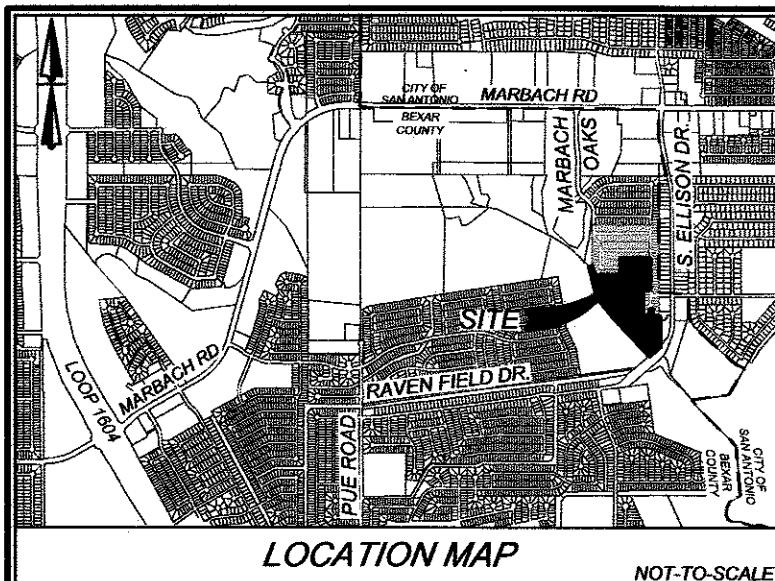 CITY OF
SAN ANTONIO
BEXAR
COUNTY
MARBACH RD
MARBACH
OAKS
S. ELLISON DR.
SITE
LOOP 1604
MARBACH RD
RAVEN FIELD DR.
PUE ROAD
CITY OF
SAN ANTONIO
BEXAR
COUNTY
LOCATION MAP
NOT-TO-SCALE